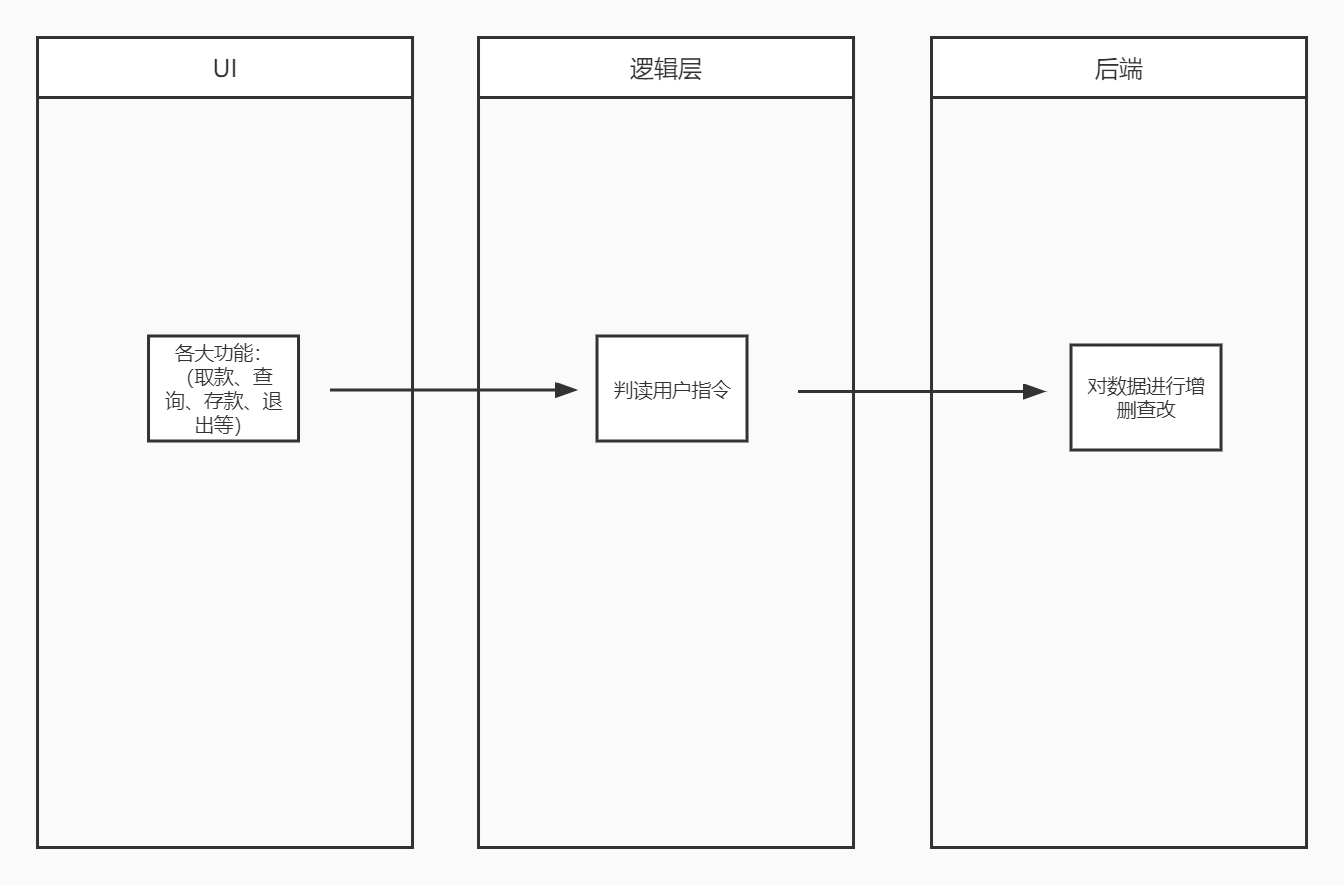 UI
逻辑层
后端
各大功能：
（取款、查
询、存款、退
出等）
判读用户指令
对数据进行增
删查改